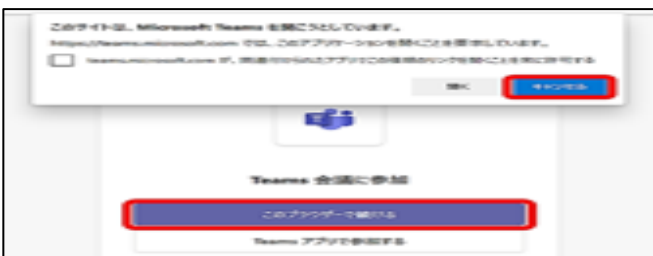 このサイトは、Microsoft Teams を開こうとしています。
https://teams.microsoft.com では、このアプリケーションを開くことを要求しています。
teams.microsoft.com が、関連付けられたアプリでこの種類のリンクを開くことを常に許可する
開く キャンセル
Teams 会議に参加
このブラウザーで続ける
Teams アプリで参加する